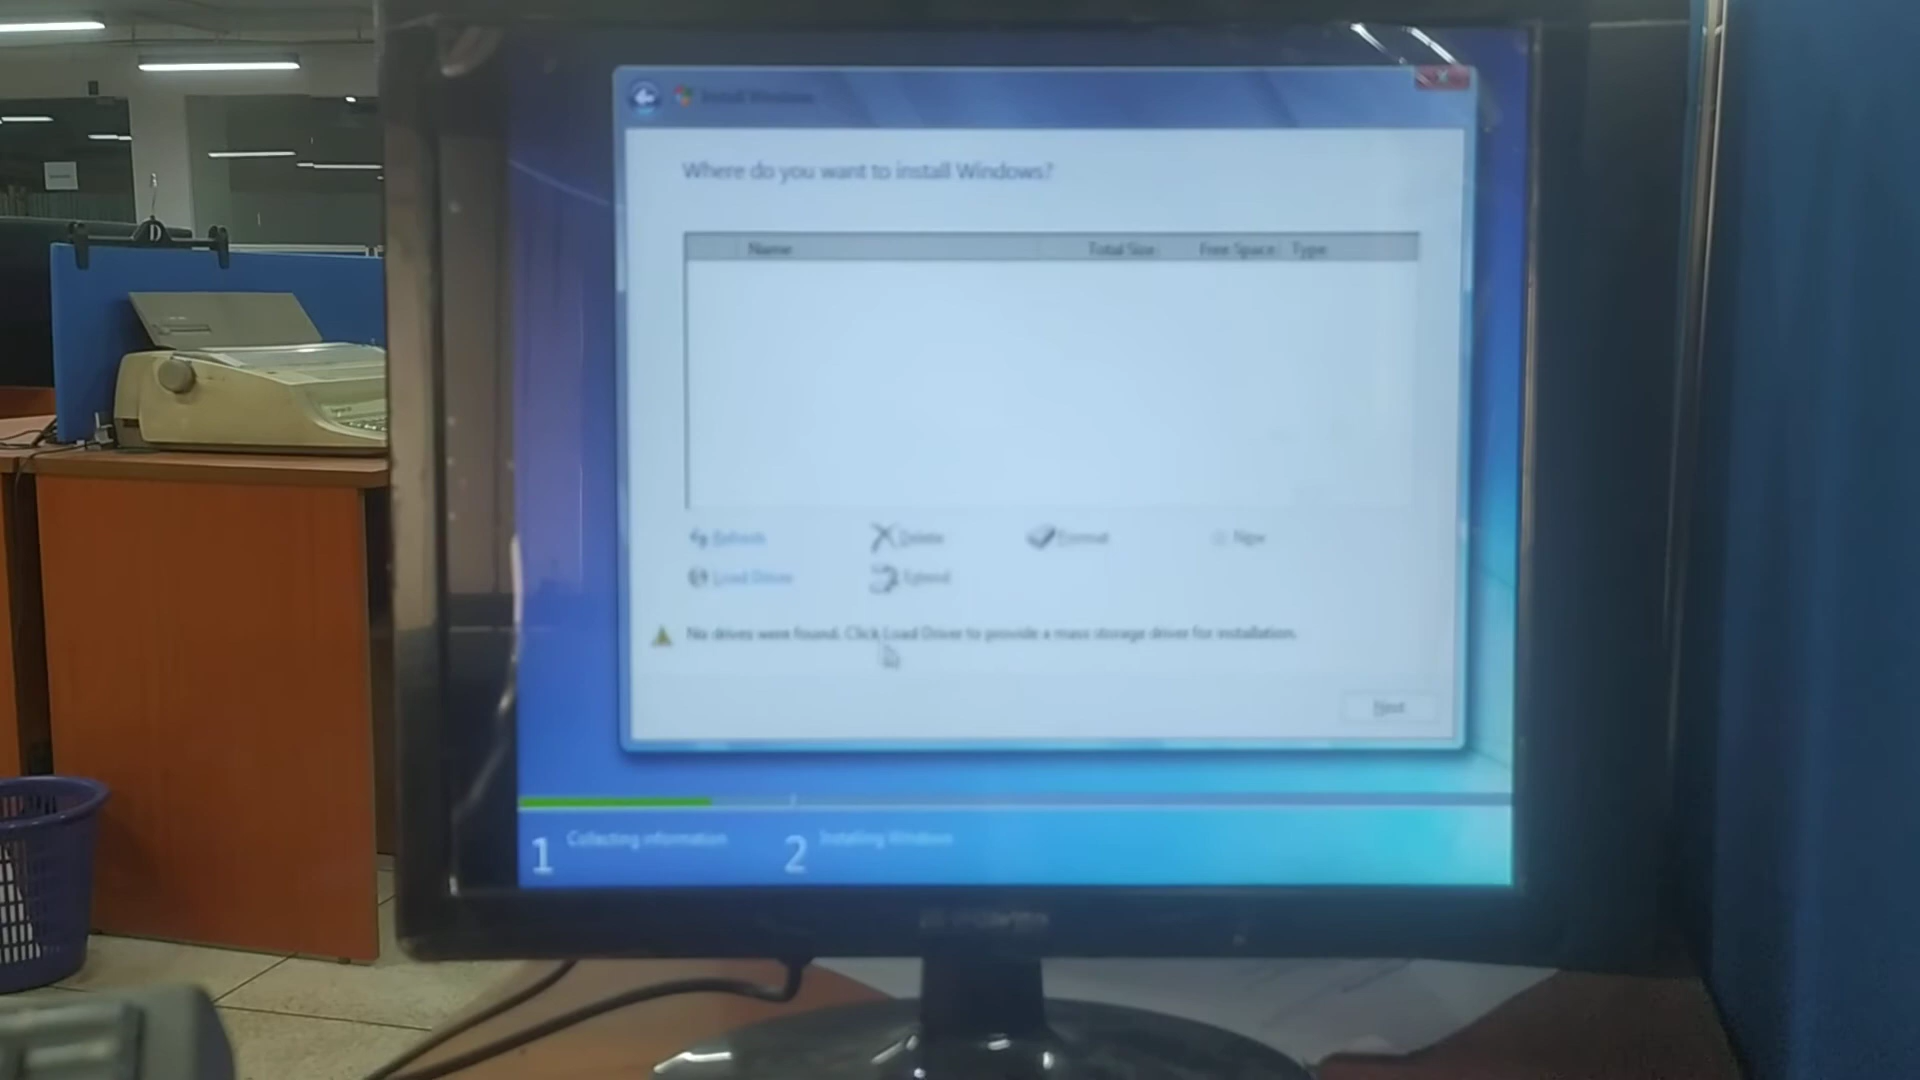 Install Windows
Where do you want to install Windows?
Name Total Size Free Space Type
Refresh Delete Format New
Load Driver Extend
No drives were found. Click Load Driver to provide a mass storage driver for installation.
Next
1 Collecting information 2 Installing Windows